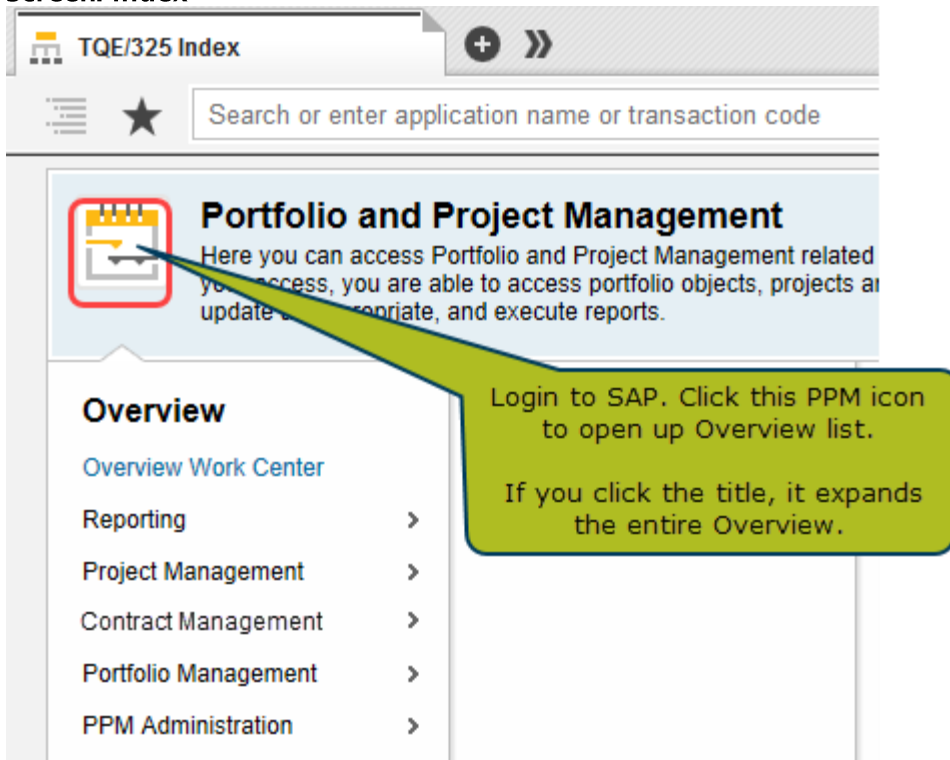 Screen: Index
TQE/325 Index
Search or enter application name or transaction code
Portfolio and Project Management
Here you can access Portfolio and Project Management related
access, you are able to access portfolio objects, projects
update, and execute reports.
Overview
Overview Work Center
Reporting
Project Management
Contract Management
Portfolio Management
PPM Administration
Login to SAP. Click this PPM icon
to open up Overview list.
If you click the title, it expands
the entire Overview.